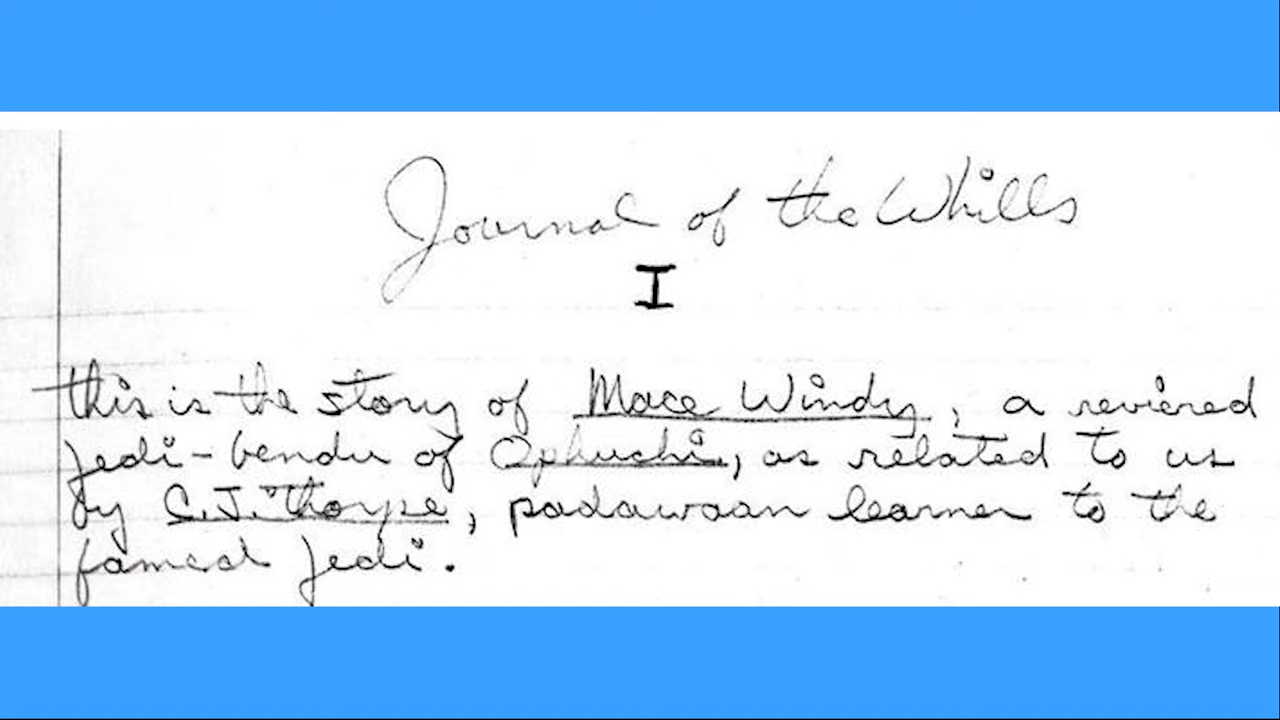 Journal of the Whills
I
this is the story of Mace Windy, a reviered
Jedi-bendu of Ophuchi, as related to us
by C.J. Thorpe, padawaan learner to the
famed Jedi.